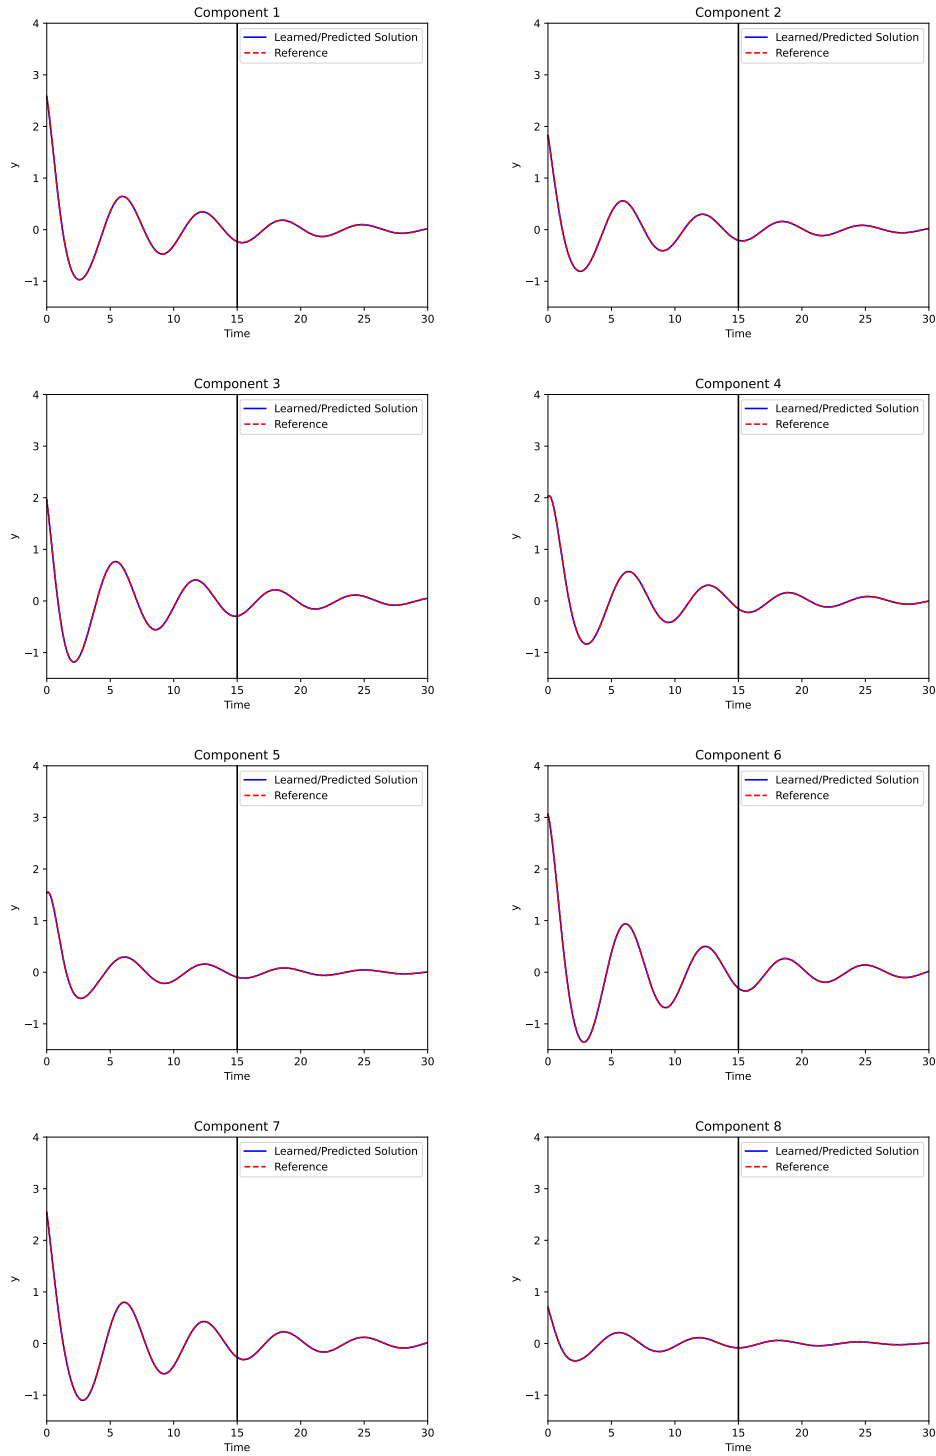 Component 1
4
3
2
1
0
−1
y
0 5 10 15 20 25 30
Time
Learned/Predicted Solution
Reference
Component 2
4
3
2
1
0
−1
y
0 5 10 15 20 25 30
Time
Learned/Predicted Solution
Reference
Component 3
4
3
2
1
0
−1
y
0 5 10 15 20 25 30
Time
Learned/Predicted Solution
Reference
Component 4
4
3
2
1
0
−1
y
0 5 10 15 20 25 30
Time
Learned/Predicted Solution
Reference
Component 5
4
3
2
1
0
−1
y
0 5 10 15 20 25 30
Time
Learned/Predicted Solution
Reference
Component 6
4
3
2
1
0
−1
y
0 5 10 15 20 25 30
Time
Learned/Predicted Solution
Reference
Component 7
4
3
2
1
0
−1
y
0 5 10 15 20 25 30
Time
Learned/Predicted Solution
Reference
Component 8
4
3
2
1
0
−1
y
0 5 10 15 20 25 30
Time
Learned/Predicted Solution
Reference